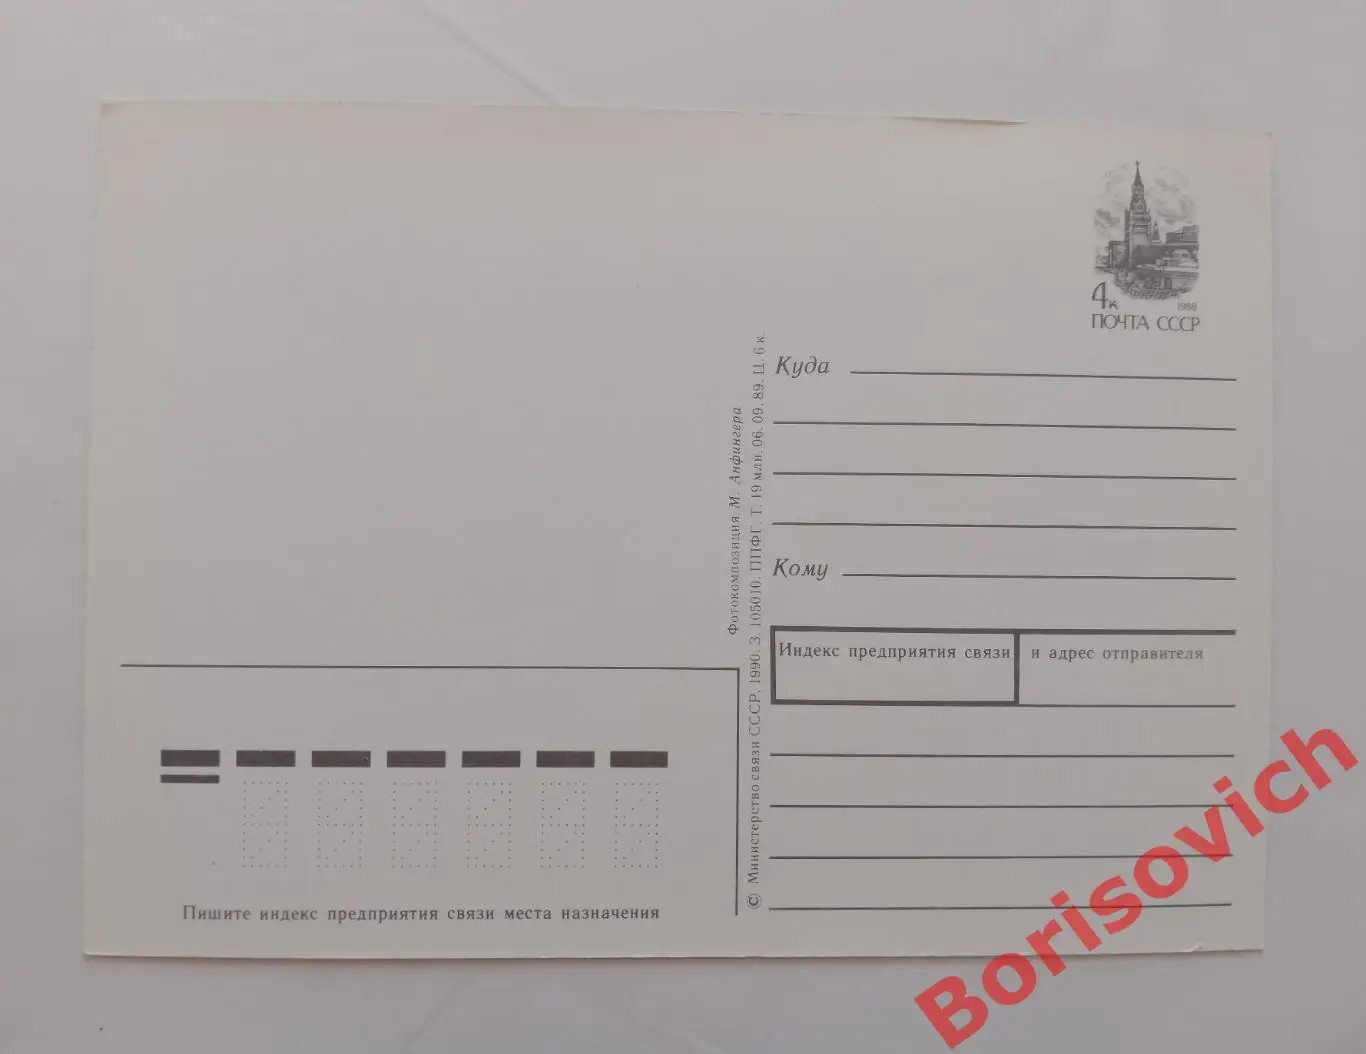 4к
1988
ПОЧТА СССР
Куда
Кому
Индекс предприятия связи и адрес отправителя
Фотокомпозиция М. Анфингера
© Министерство связи СССР, 1990. З. 105010. ППФГ. Т. 19 млн. 06. 09. 89. Ц. 6 к.
Пишите индекс предприятия связи места назначения
Borisovich